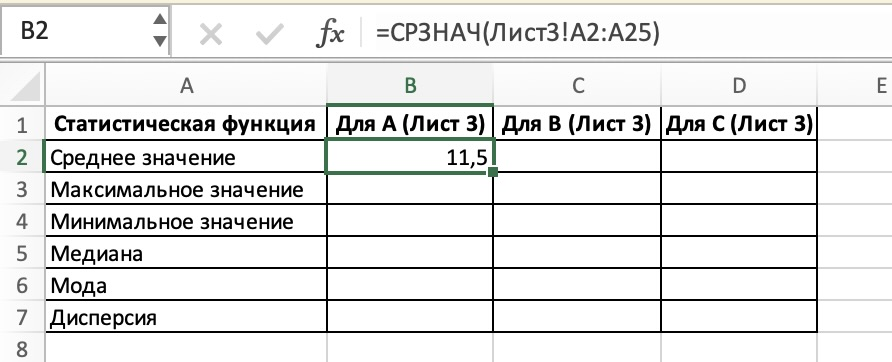 B2 fx =СРЗНАЧ(Лист3!A2:A25)
A B C D E
1 Статистическая функция Для А (Лист 3) Для В (Лист 3) Для С (Лист 3)
2 Среднее значение 11,5
3 Максимальное значение
4 Минимальное значение
5 Медиана
6 Мода
7 Дисперсия
8